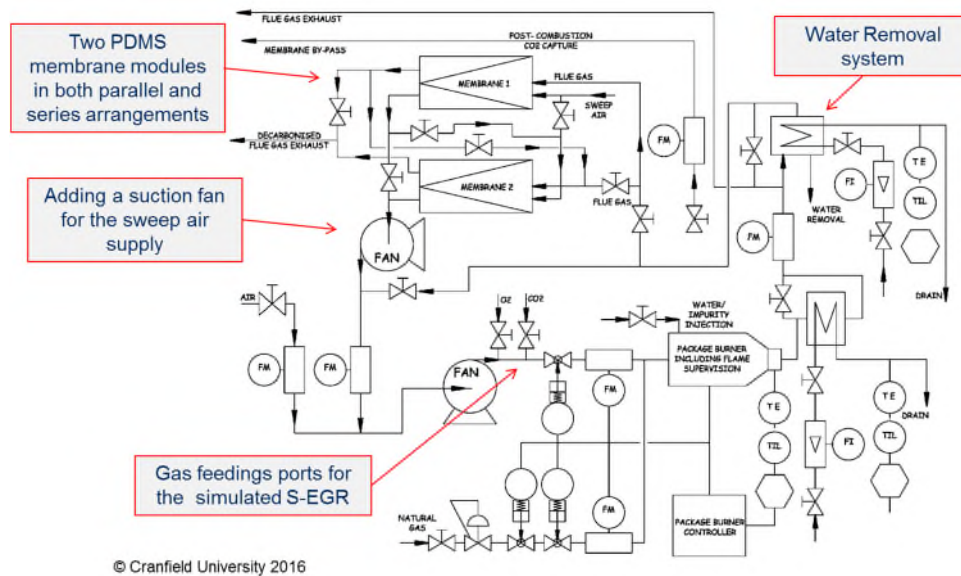 FLUE GAS EXHAUST
POST- COMBUSTION
CO2 CAPTURE
MEMBRANE BY-PASS
Two PDMS
membrane modules
in both parallel and
series arrangements
Water Removal
system
MEMBRANE 1
FLUE GAS
SWEEP
AIR
FM
DECARBONISED
FLUE GAS EXHAUST
MEMBRANE 2
FLUE GAS
TE
FI
TIL
WATER
REMOVAL
Adding a suction fan
for the sweep air
supply
FAN
FM
DRAIN
AIR
O2
CO2
WATER/
IMPURITY INJECTION
PACKAGE BURNER
INCLUDING FLAME
SUPERVISION
FM
FM
FAN
FM
TE
TE
DRAIN
TIL
FI
TIL
Gas feedings ports for
the simulated S-EGR
FM
NATURAL
GAS
PACKAGE BURNER
CONTROLLER
© Cranfield University 2016